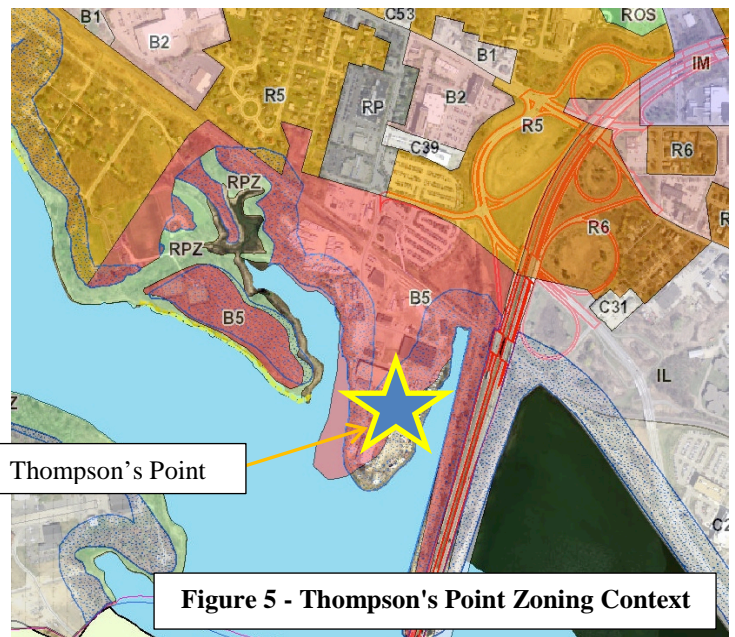 B1
C53
ROS
B2
B1
IM
R5
RP
B2
R5
C39
R6
RPZ
R6
R
RPZ
B5
B5
C31
IL
Z
Thompson's Point
C2
Figure 5 - Thompson's Point Zoning Context